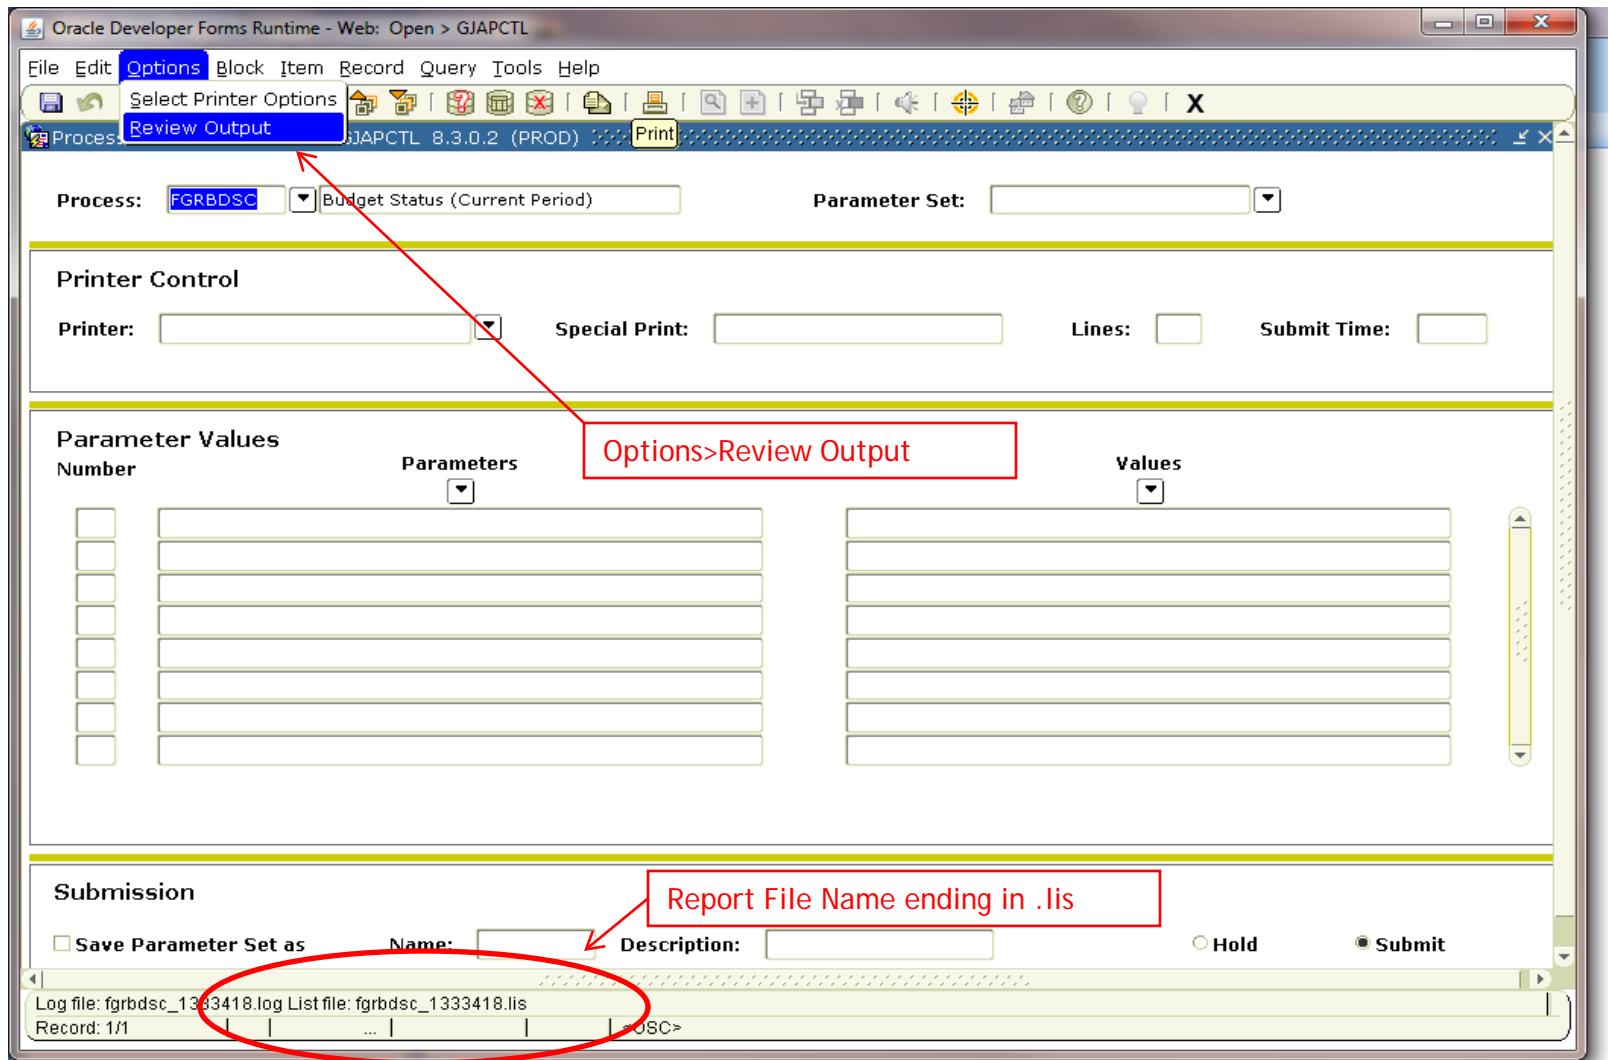 Oracle Developer Forms Runtime - Web: Open > GJAPCTL
File Edit Options Block Item Record Query Tools Help
Select Printer Options
X
Review Output
Print
Process GJAPCTL 8.3.0.2 (PROD)
Process: FGRBDSC Budget Status (Current Period) Parameter Set:
Printer Control
Printer: Special Print: Lines: Submit Time:
Options>Review Output
Parameter Values
Number Parameters Values
Submission
Report File Name ending in .lis
Save Parameter Set as Name: Description: Hold Submit
Log file: fgrbdsc_1333418.log List file: fgrbdsc_1333418.lis
Record: 1/1 ... <OSC>